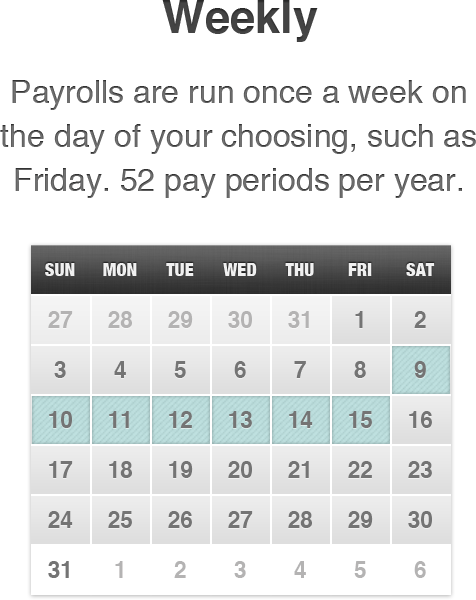 Weekly
Payrolls are run once a week on
the day of your choosing, such as
Friday. 52 pay periods per year.
SUN MON TUE WED THU FRI SAT
27 28 29 30 31 1 2
3 4 5 6 7 8 9
10 11 12 13 14 15 16
17 18 19 20 21 22 23
24 25 26 27 28 29 30
31 1 2 3 4 5 6